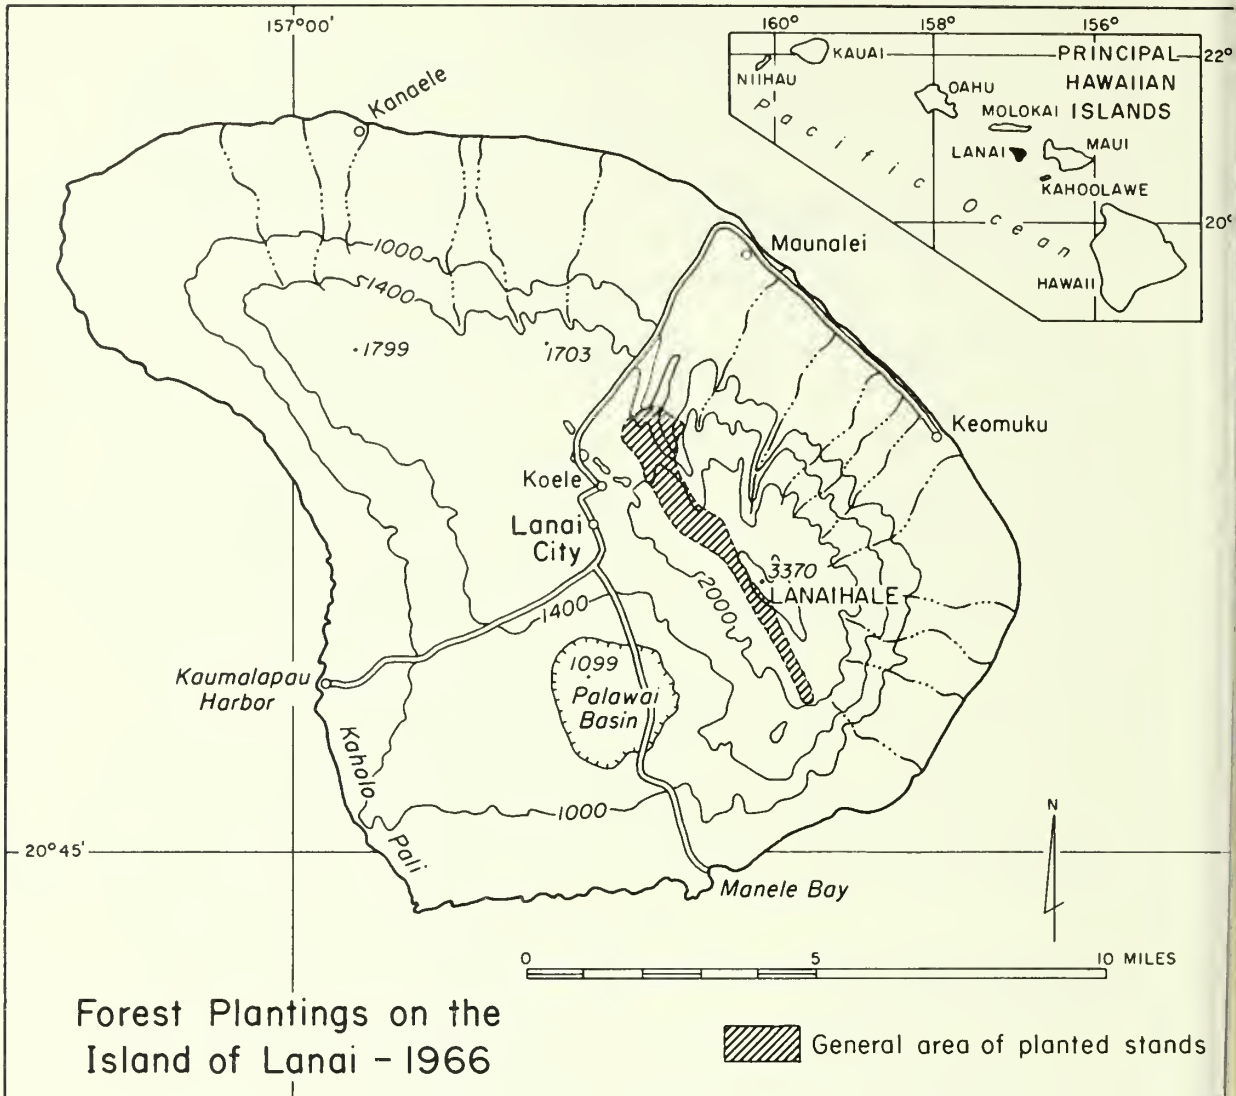 157°00'
160°
158°
156°
22°
KAUAI
NIIHAU
PRINCIPAL
HAWAIIAN
ISLANDS
OAHU
MOLOKAI
LANAI
MAUI
KAHOOLAWE
Pacific Ocean
20°
HAWAII
Kanaele
1000
1400
Maunalei
1799
1703
Keomuku
Koele
Lanai
City
3370
LANAIHALE
2000
1400
1099
Palawai
Basin
Kaumalapau
Harbor
Kaholo
Pali
1000
20°45'
Manele Bay
N
0 5 10 MILES
Forest Plantings on the
Island of Lanai - 1966
General area of planted stands